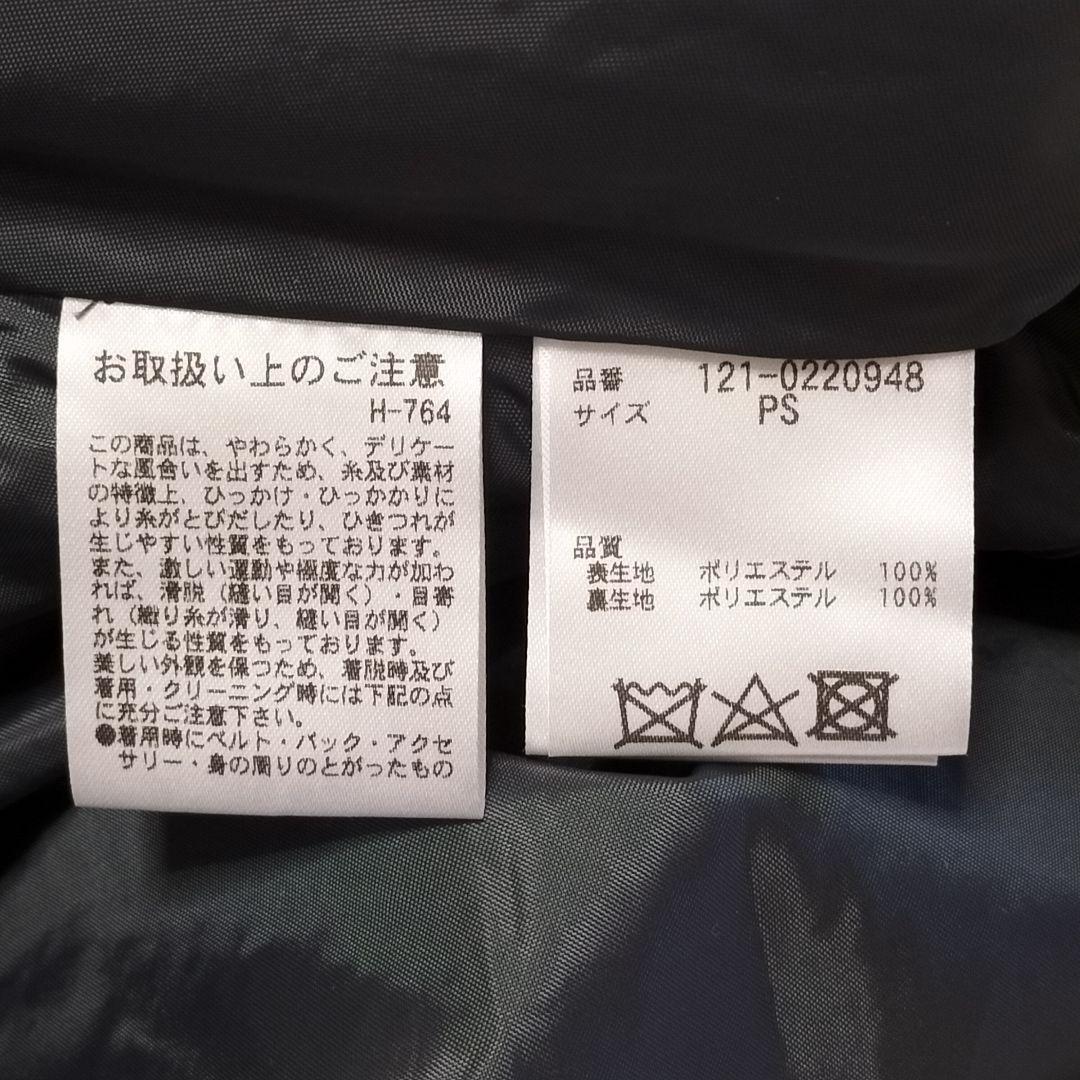 お取扱い上のご注意
H-764
この商品は、やわらかく、デリケー
トな風合いを出すため、糸及び素材
の特徴上、ひっかけ・ひっかかりに
より糸がとびだしたり、ひきつれが
生じやすい性質をもっております。
また、激しい運動や極度な力が加わ
れば、滑脱（縫い目が開く）・目寄
れ（織り糸が滑り、縫い目が開く）
が生じる性質をもっております。
美しい外観を保つため、着脱時及び
着用・クリーニング時には下記の点
に充分ご注意下さい。
●着用時にベルト・バック・アクセ
サリー・身の周りのとがったもの
品番 121-0220948
サイズ PS
品質
表生地 ポリエステル 100%
裏生地 ポリエステル 100%